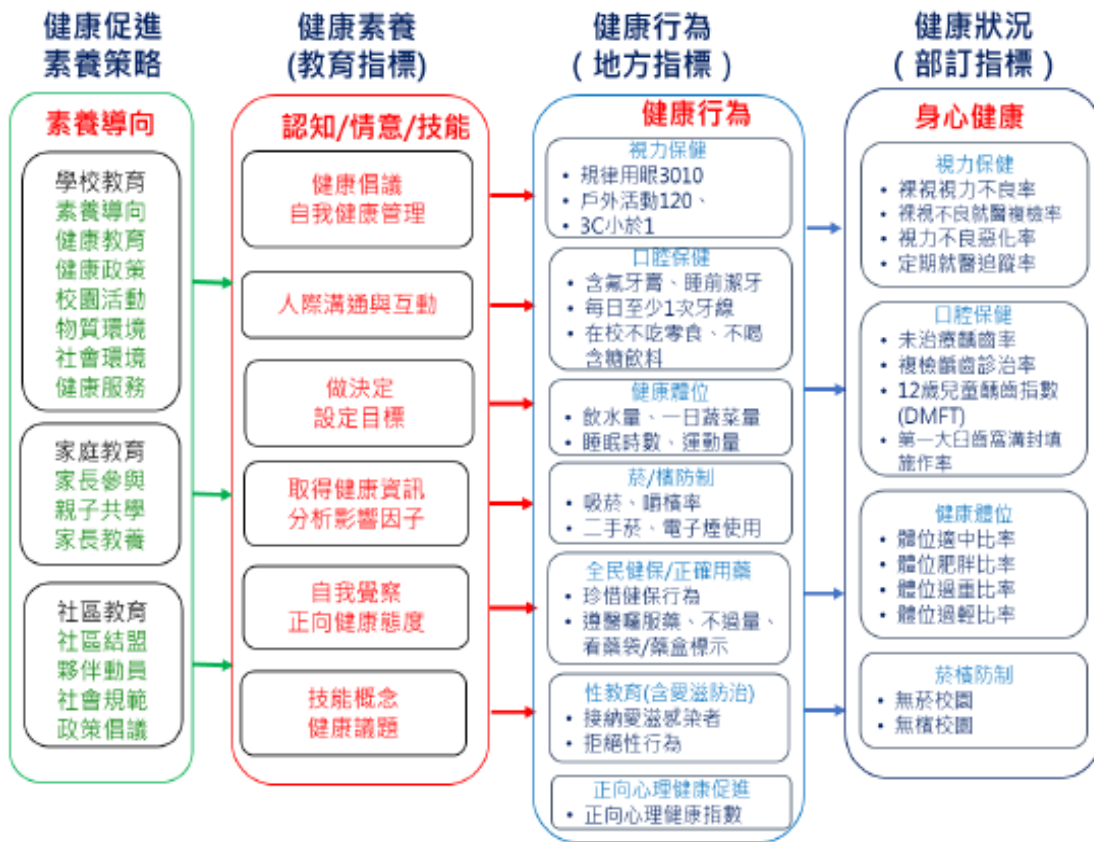 健康促進
素養策略
素養導向
學校教育
素養導向
健康教育
健康政策
校園活動
物質環境
社會環境
健康服務
家庭教育
家長參與
親子共學
家長教養
社區教育
社區結盟
夥伴動員
社會規範
政策倡議
健康素養
(教育指標)
認知/情意/技能
健康倡議
自我健康管理
人際溝通與互動
做決定
設定目標
取得健康資訊
分析影響因子
自我覺察
正向健康態度
技能概念
健康議題
健康行為
(地方指標)
健康行為
視力保健
• 規律用眼3010
• 戶外活動120、
• 3C小於1
口腔保健
• 含氟牙膏、睡前潔牙
• 每日至少1次牙線
• 在校不吃零食、不喝
含糖飲料
健康體位
• 飲水量、一日蔬菜量
• 睡眠時數、運動量
菸/檳防制
• 吸菸、嚼檳率
• 二手菸、電子煙使用
全民健保/正確用藥
• 珍惜健保行為
• 遵醫囑服藥、不過量、
看藥袋/藥盒標示
性教育(含愛滋防治)
• 接納愛滋感染者
• 拒絕性行為
正向心理健康促進
• 正向心理健康指數
健康狀況
(部訂指標)
身心健康
視力保健
• 裸視視力不良率
• 裸視不良就醫複檢率
• 視力不良惡化率
• 定期就醫追蹤率
口腔保健
• 未治療齲齒率
• 複檢齲齒診治率
• 12歲兒童齲齒指數
(DMFT)
• 第一大臼齒窩溝封填
施作率
健康體位
• 體位適中比率
• 體位肥胖比率
• 體位過重比率
• 體位過輕比率
菸檳防制
• 無菸校園
• 無檳校園